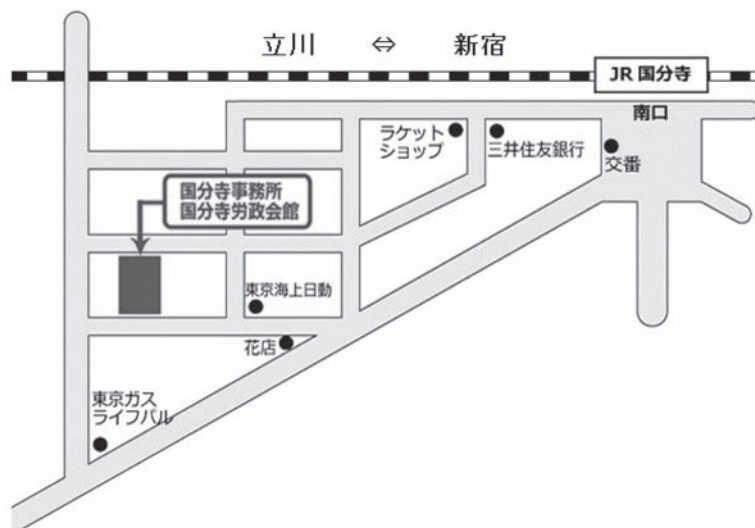 立川 ⇔ 新宿
JR 国分寺
南口
ラケット
ショップ
三井住友銀行
交番
国分寺事務所
国分寺労政会館
東京海上日動
花店
東京ガス
ライフバル